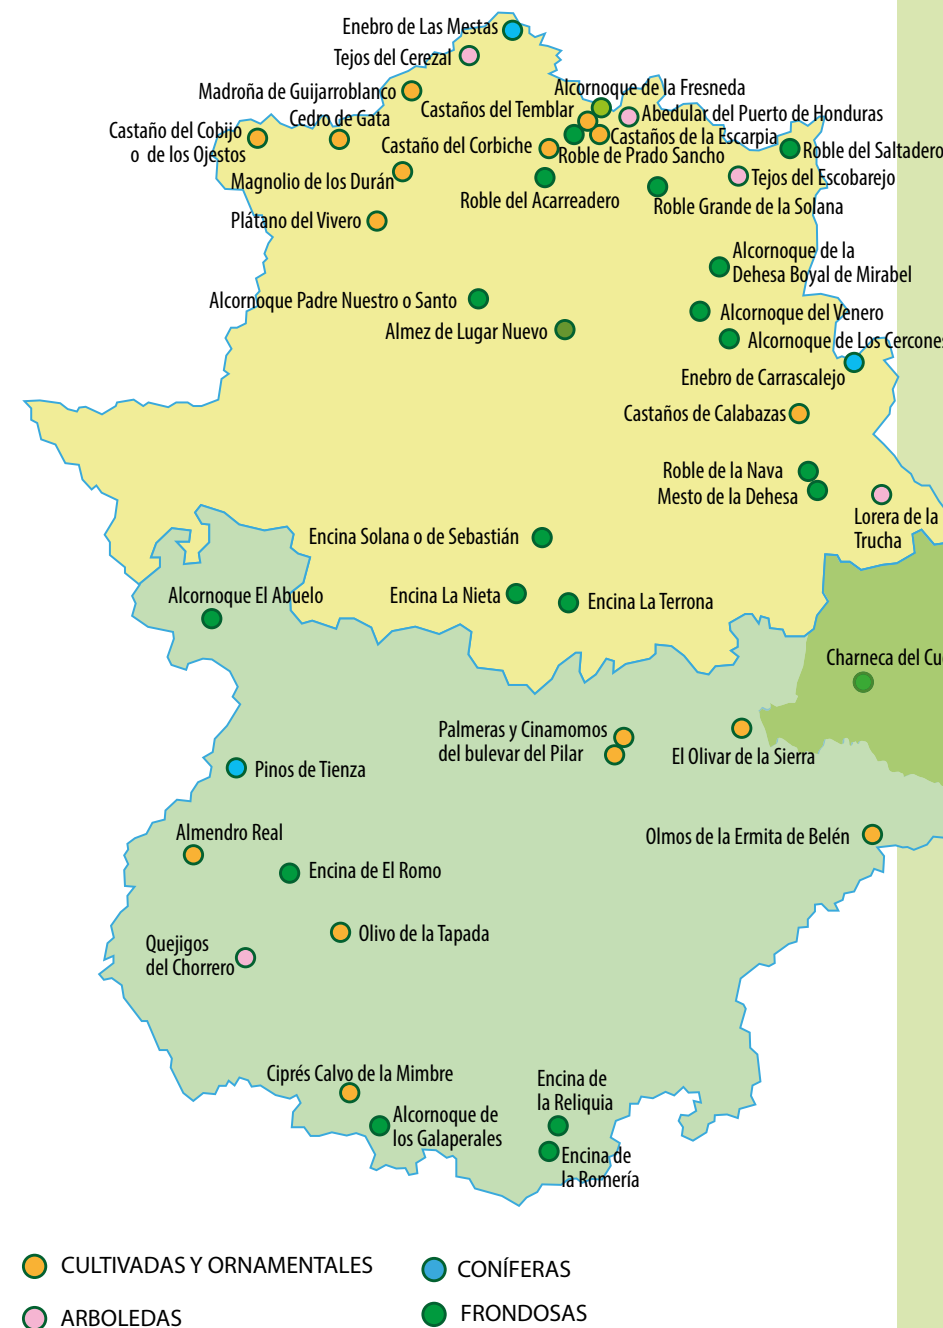 Enebro de Las Mestas
Tejos del Cerezal
Madroña de Guijarroblanco
Alcornoque de la Fresneda
Castaños del Temblar
Abedular del Puerto de Honduras
Cedro de Gata
Castaño del Cobijo
o de los Ojestos
Castaño del Corbiche
Castaños de la Escarpia
Roble de Prado Sancho
Roble del Saltadero
Magnolio de los Durán
Tejos del Escobarejo
Roble del Acarreadero
Roble Grande de la Solana
Plátano del Vivero
Alcornoque de la
Dehesa Boyal de Mirabel
Alcornoque Padre Nuestro o Santo
Alcornoque del Venero
Almez de Lugar Nuevo
Alcornoque de Los Cercones
Enebro de Carrascalejo
Castaños de Calabazas
Roble de la Nava
Mesto de la Dehesa
Lorera de la
Trucha
Encina Solana o de Sebastián
Alcornoque El Abuelo
Encina La Nieta
Encina La Terrona
Charneca del Cu
Palmeras y Cinamomos
del bulevar del Pilar
El Olivar de la Sierra
Pinos de Tienza
Almendro Real
Olmos de la Ermita de Belén
Encina de El Romo
Olivo de la Tapada
Quejigos
del Chorrero
Ciprés Calvo de la Mimbre
Encina de
la Reliquia
Alcornoque de
los Galaperales
Encina de
la Romería
CULTIVADAS Y ORNAMENTALES
CONÍFERAS
ARBOLEDAS
FRONDOSAS